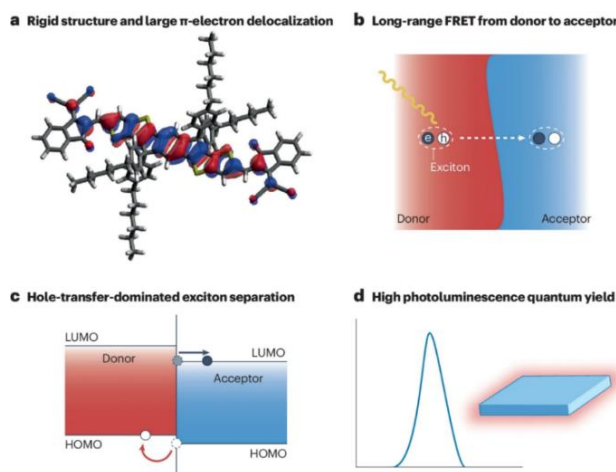 a Rigid structure and large π-electron delocalization
b Long-range FRET from donor to acceptor
e h
Exciton
Donor
Acceptor
c Hole-transfer-dominated exciton separation
LUMO
Donor
LUMO
Acceptor
HOMO
HOMO
d High photoluminescence quantum yield